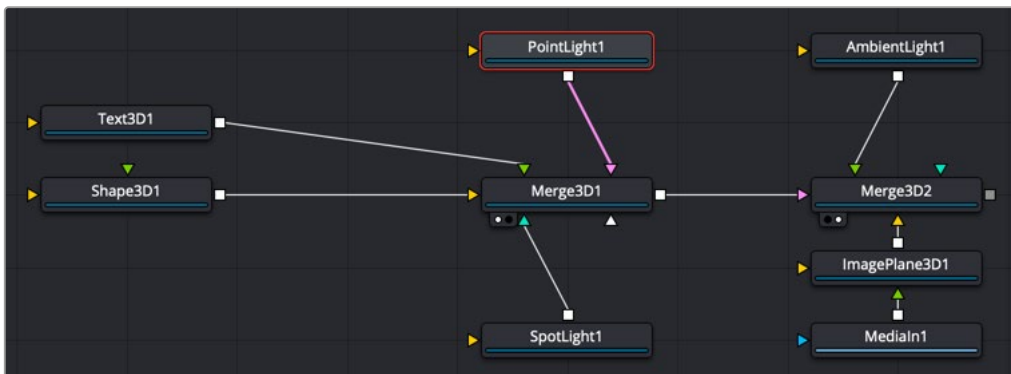 PointLight1
AmbientLight1
Text3D1
Shape3D1
Merge3D1
Merge3D2
ImagePlane3D1
SpotLight1
MediaIn1